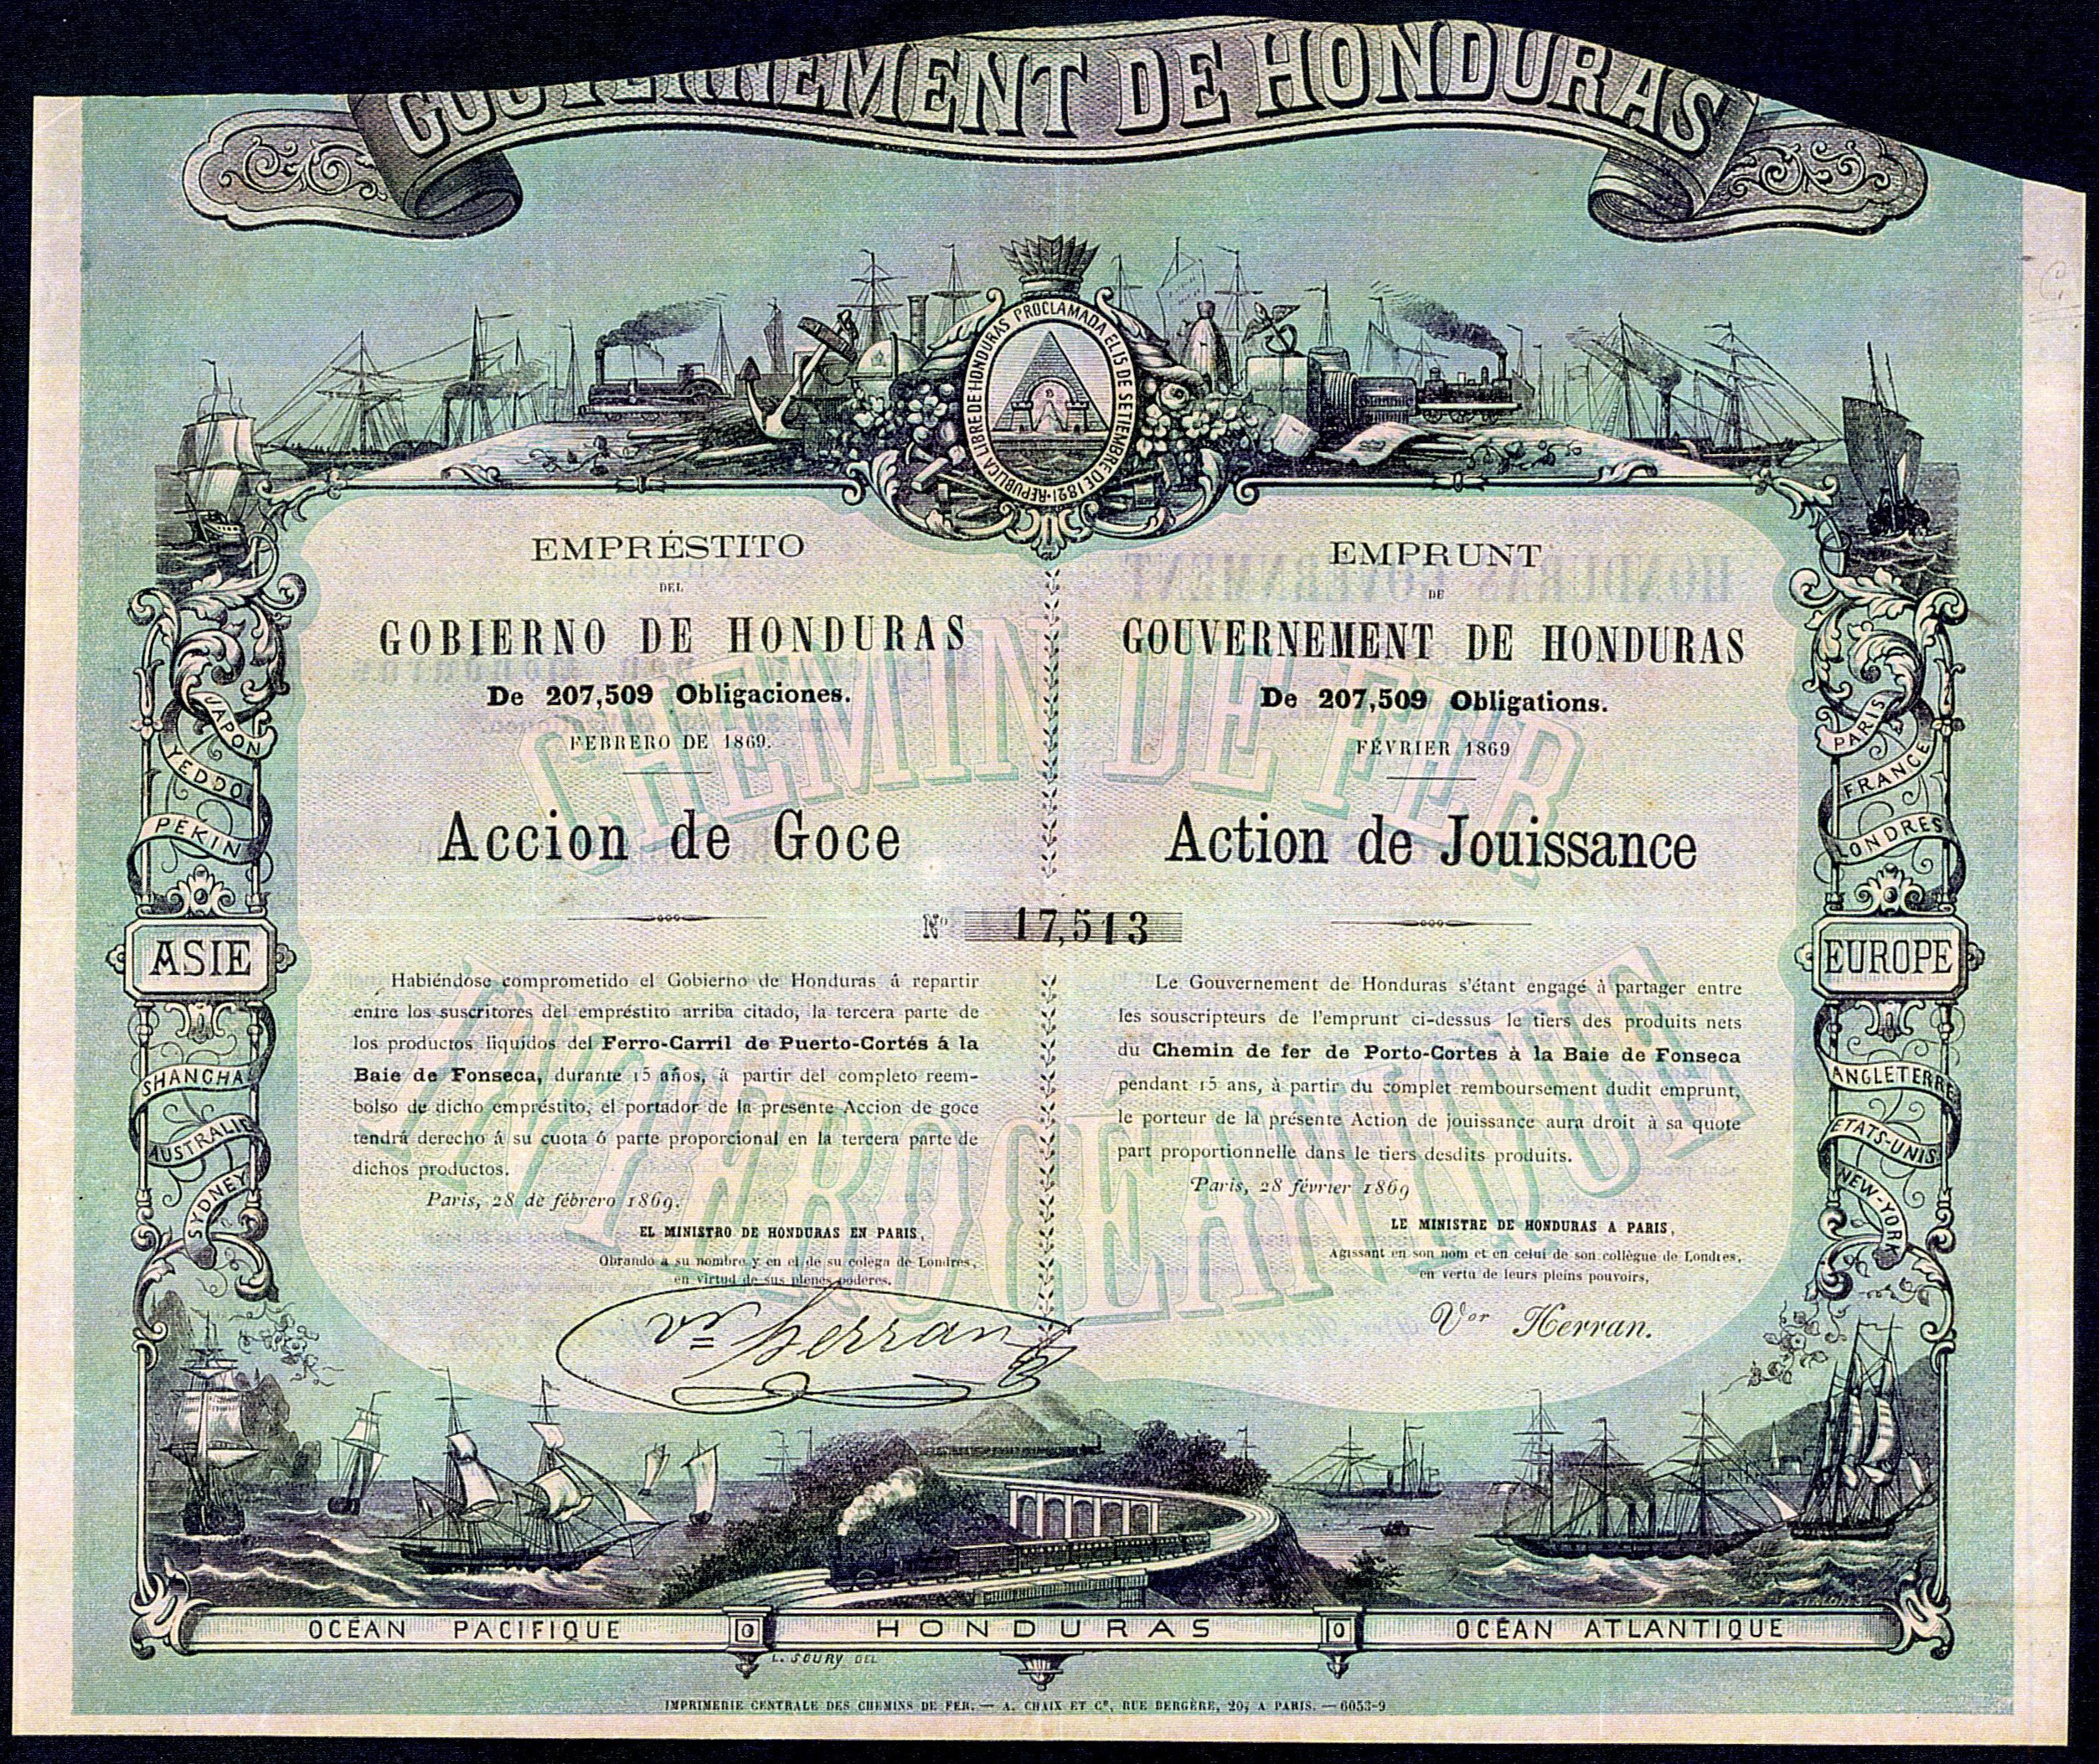 GOUVERNEMENT DE HONDURAS
REPUBLICA LIBRE DE HONDURAS PROCLAMADA EL 15 DE SETIEMBRE DE 1821
EMPRÉSTITO
DEL
GOBIERNO DE HONDURAS
De 207,509 Obligaciones.
FEBRERO DE 1869.
Accion de Goce
EMPRUNT
DE
GOUVERNEMENT DE HONDURAS
De 207,509 Obligations.
FÉVRIER 1869
Action de Jouissance
CHEMIN DE FER
INTEROCÉANIQUE
No 17,513
Habiéndose comprometido el Gobierno de Honduras á repartir
entre los suscritores del empréstito arriba citado, la tercera parte de
los productos liquidos del Ferro-Carril de Puerto-Cortés á la
Baie de Fonseca, durante 15 años, à partir del completo reem-
bolso de dicho empréstito, el portador de la presente Accion de goce
tendrá derecho á su cuota ó parte proporcional en la tercera parte de
dichos productos.
Paris, 28 de fébrero 1869.
EL MINISTRO DE HONDURAS EN PARIS,
Obrando a su nombre y en el de su colega de Londres,
en virtud de sus plenos poderes.
Vr Herran
Le Gouvernement de Honduras s'étant engagé à partager entre
les souscripteurs de l'emprunt ci-dessus le tiers des produits nets
du Chemin de fer de Porto-Cortes à la Baie de Fonseca
pendant 15 ans, à partir du complet remboursement dudit emprunt,
le porteur de la présente Action de jouissance aura droit à sa quote
part proportionnelle dans le tiers desdits produits.
Paris, 28 février 1869
LE MINISTRE DE HONDURAS A PARIS,
Agissant en son nom et en celui de son collègue de Londres,
en vertu de leurs pleins pouvoirs,
Vor Herran.
JAPON
YEDDO
PÉKIN
ASIE
SHANGHAI
AUSTRALIE
SYDNEY
PARIS
FRANCE
LONDRES
EUROPE
ANGLETERRE
ETATS-UNIS
NEW-YORK
OCÉAN PACIFIQUE
HONDURAS
OCÉAN ATLANTIQUE
L. SOURY DEL
IMPRIMERIE CENTRALE DES CHEMINS DE FER. — A. CHAIX ET Ce, RUE BERGÈRE, 20, A PARIS. — 6053-9